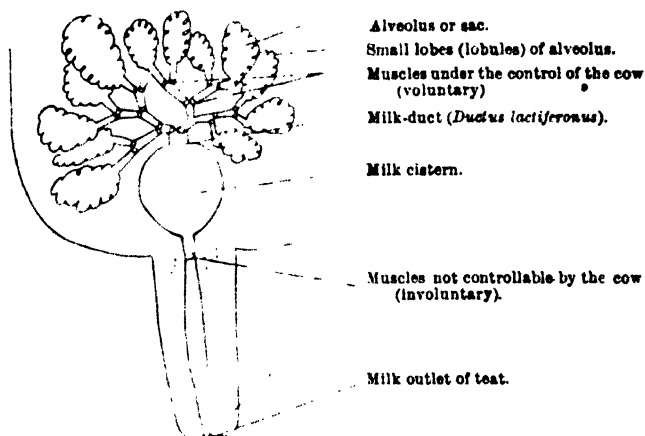 Alveolus or sac.
Small lobes (lobules) of alveolus.
Muscles under the control of the cow
(voluntary)
Milk-duct (Ductus lactiferonus).
Milk cistern.
Muscles not controllable by the cow
(involuntary).
Milk outlet of teat.